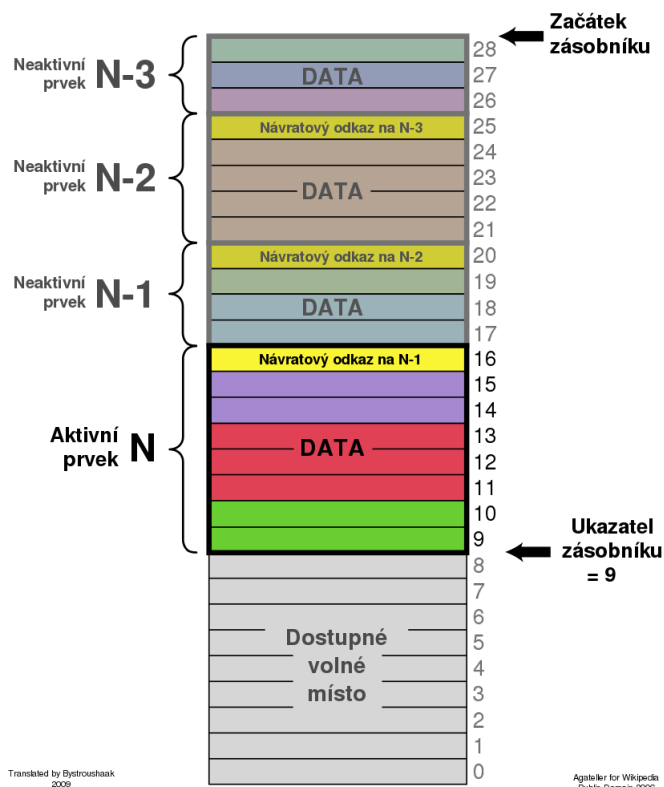 Začátek
zásobníku
28
Neaktivní
prvek N-3
DATA
27
26
Návratový odkaz na N-3
25
24
Neaktivní
prvek N-2
23
DATA
22
21
Návratový odkaz na N-2
20
19
Neaktivní
prvek N-1
DATA
18
17
Návratový odkaz na N-1
16
15
14
Aktivní
prvek N
13
DATA
12
11
10
9
Ukazatel
zásobníku
= 9
8
7
6
Dostupné
volné
místo
5
4
3
2
1
0
Translated by Bystroushaak
2009
Agateller for Wikipedia
Public Domain 2006